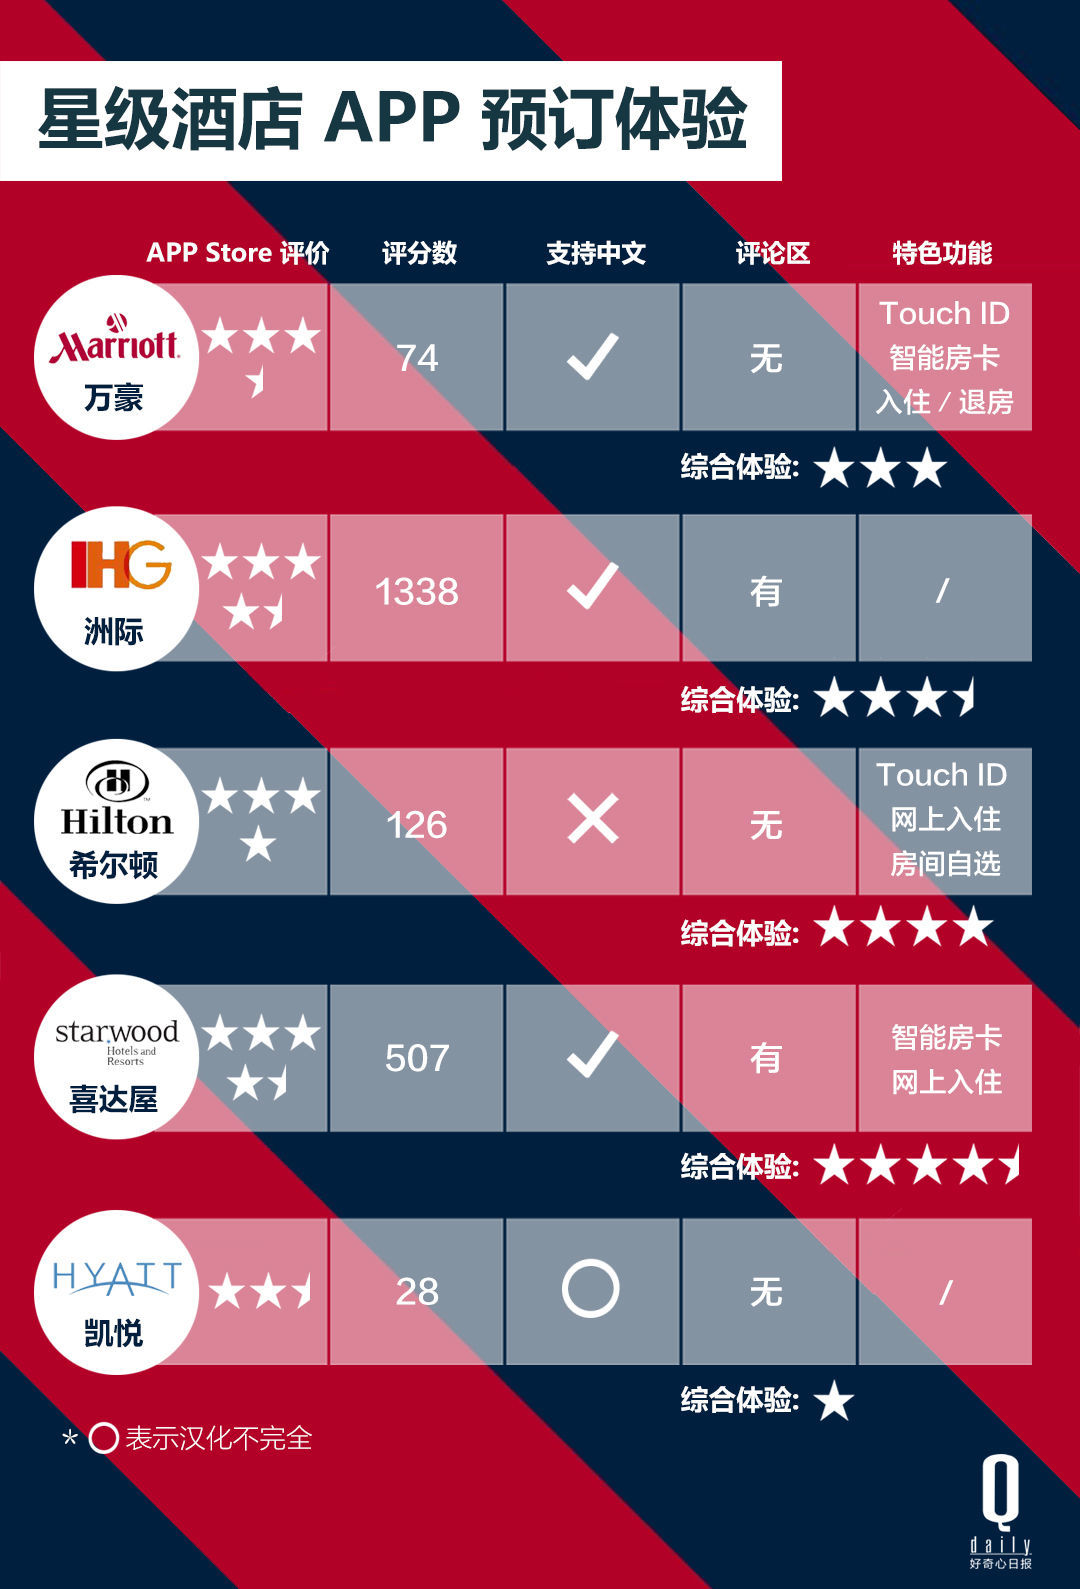 星级酒店 APP 预订体验
APP Store 评价 评分数 支持中文 评论区 特色功能
Marriott
万豪
74
无
Touch ID
智能房卡
入住 / 退房
综合体验:
IHG
洲际
1338
有
/
综合体验:
Hilton
希尔顿
126
无
Touch ID
网上入住
房间自选
综合体验:
starwood
Hotels and
Resorts
喜达屋
507
有
智能房卡
网上入住
综合体验:
HYATT
凯悦
28
无
/
综合体验:
* ○ 表示汉化不完全
Q
daily
好奇心日报